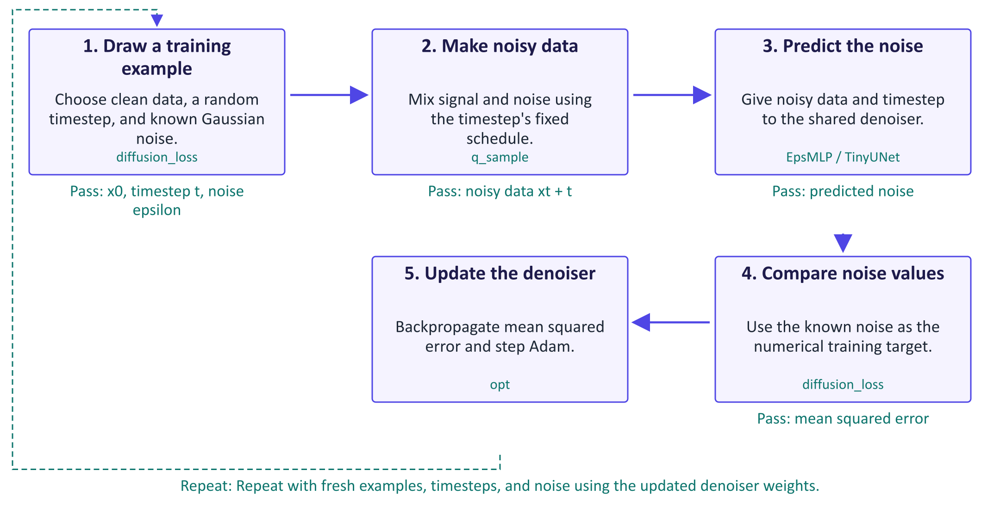 1. Draw a training
example
Choose clean data, a random
timestep, and known Gaussian
noise.
diffusion_loss
Pass: x0, timestep t, noise
epsilon
2. Make noisy data
Mix signal and noise using
the timestep's fixed
schedule.
q_sample
Pass: noisy data xt + t
3. Predict the noise
Give noisy data and timestep
to the shared denoiser.
EpsMLP / TinyUNet
Pass: predicted noise
4. Compare noise values
Use the known noise as the
numerical training target.
diffusion_loss
Pass: mean squared error
5. Update the denoiser
Backpropagate mean squared
error and step Adam.
opt
Repeat: Repeat with fresh examples, timesteps, and noise using the updated denoiser weights.